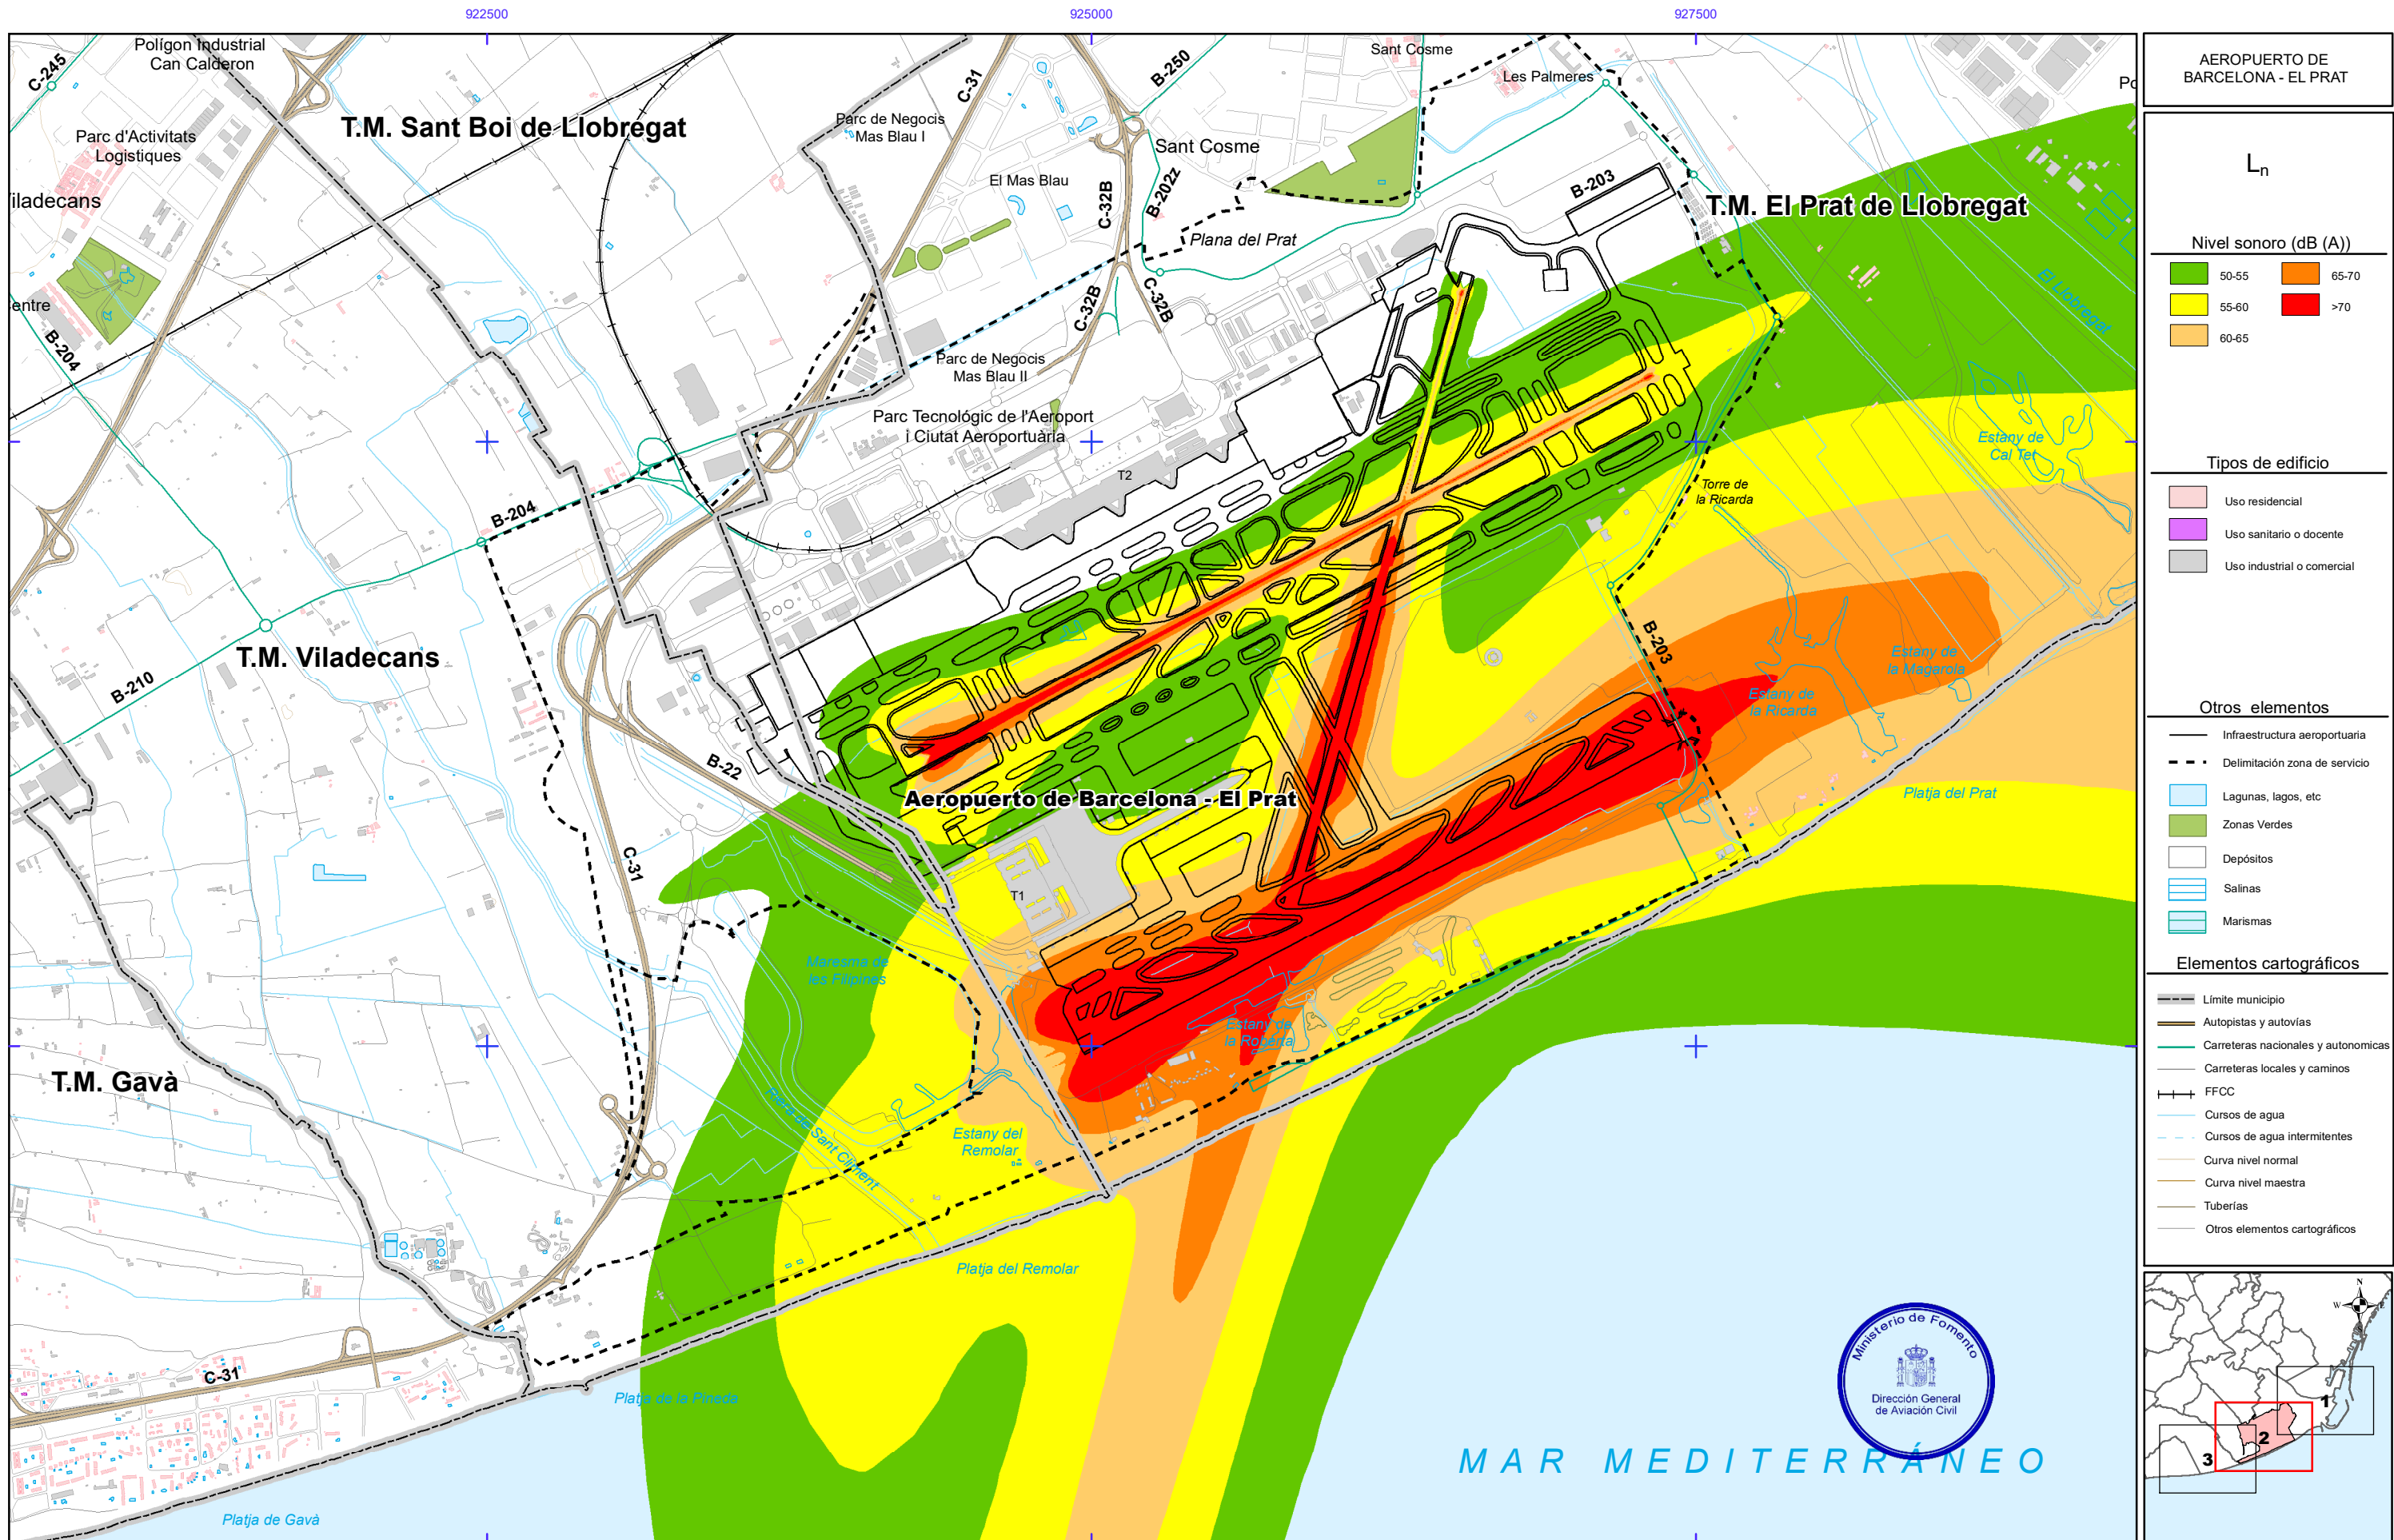 922500
925000
927500
Polígon Industrial
Can Calderon
C-245
Parc d'Activitats
Logistiques
T.M. Sant Boi de Llobregat
Parc de Negocis
Mas Blau I
C-31
B-250
Sant Cosme
Les Palmeres
Sant Cosme
El Mas Blau
C-32B
B-202z
B-203
T.M. El Prat de Llobregat
Plana del Prat
iladecans
entre
B-204
C-32B
C-32B
El Llobregat
Parc de Negocis
Mas Blau II
Parc Tecnológic de l'Aeroport
i Ciutat Aeroportuària
T2
Estany de
Cal Tet
Torre de
la Ricarda
B-204
B-203
T.M. Viladecans
B-210
Estany de
la Magarola
Estany de
la Ricarda
B-22
Aeropuerto de Barcelona - El Prat
Platja del Prat
C-31
T1
Maresma de
les Filipines
Estany de
la Roberta
T.M. Gavà
Riera de Sant Climent
Estany del
Remolar
Platja del Remolar
C-31
Platja de la Pineda
Platja de Gavà
MAR MEDITERRÁNEO
Ministerio de Fomento
Dirección General
de Aviación Civil
AEROPUERTO DE
BARCELONA - EL PRAT
Ln
Nivel sonoro (dB (A))
50-55
65-70
55-60
>70
60-65
Tipos de edificio
Uso residencial
Uso sanitario o docente
Uso industrial o comercial
Otros elementos
Infraestructura aeroportuaria
Delimitación zona de servicio
Lagunas, lagos, etc
Zonas Verdes
Depósitos
Salinas
Marismas
Elementos cartográficos
Límite municipio
Autopistas y autovías
Carreteras nacionales y autonomicas
Carreteras locales y caminos
FFCC
Cursos de agua
Cursos de agua intermitentes
Curva nivel normal
Curva nivel maestra
Tuberías
Otros elementos cartográficos
N
W
E
1
2
3